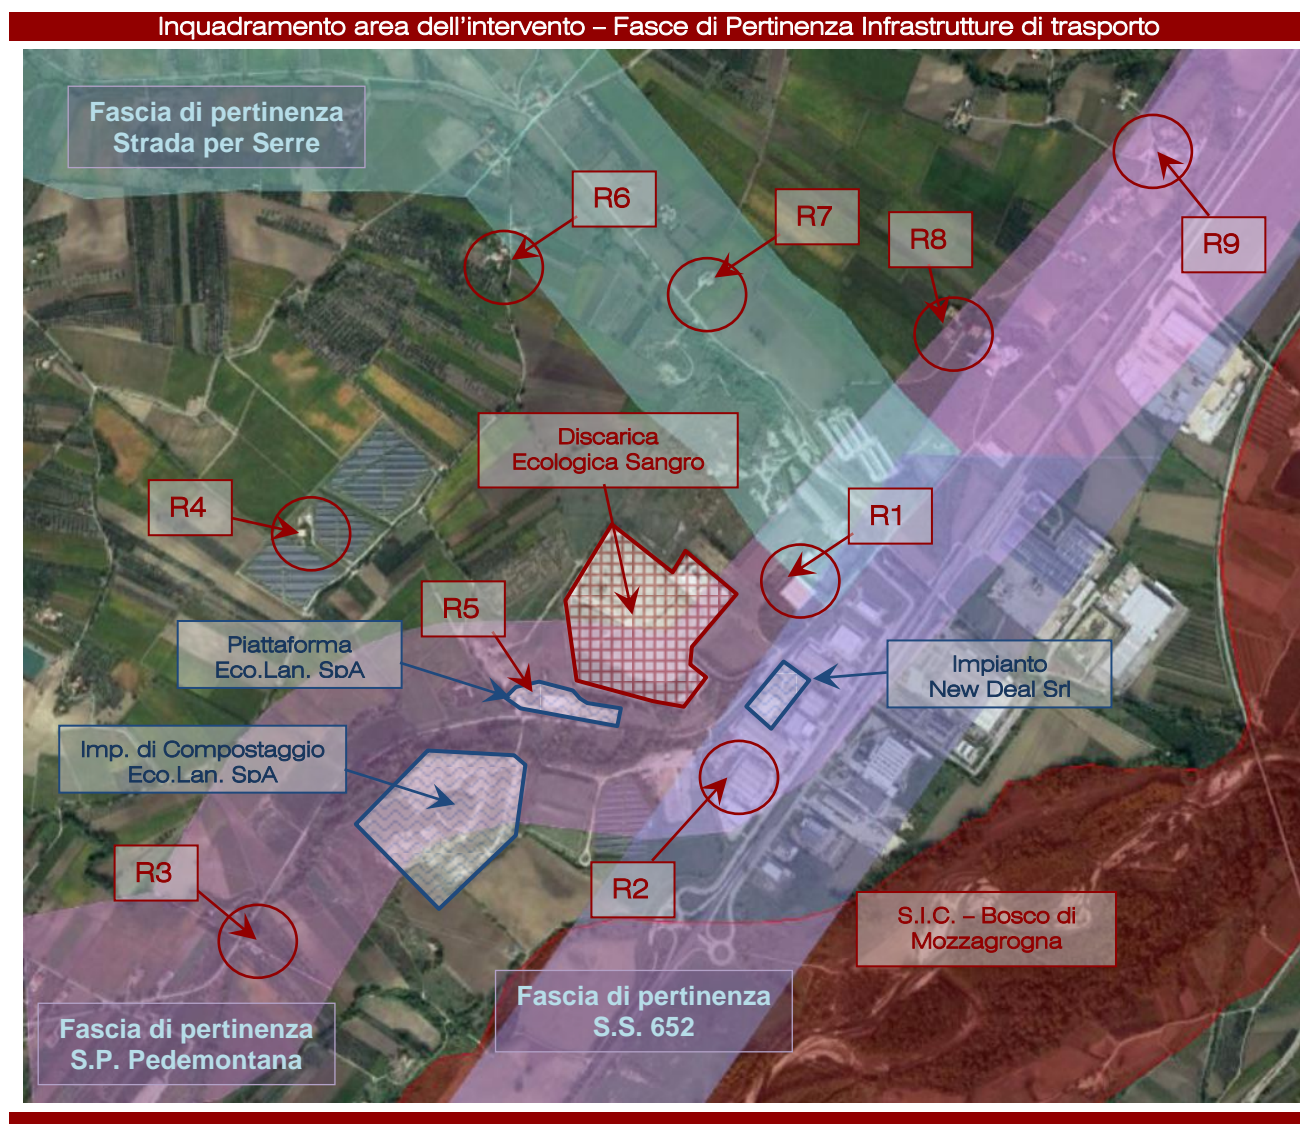 Inquadramento area dell'intervento – Fasce di Pertinenza Infrastrutture di trasporto
Fascia di pertinenza
Strada per Serre
R6
R7
R8
R9
Discarica
Ecologica Sangro
R4
R1
R5
Piattaforma
Eco.Lan. SpA
Impianto
New Deal Srl
Imp. di Compostaggio
Eco.Lan. SpA
R3
R2
S.I.C. – Bosco di
Mozzagrogna
Fascia di pertinenza
S.S. 652
Fascia di pertinenza
S.P. Pedemontana